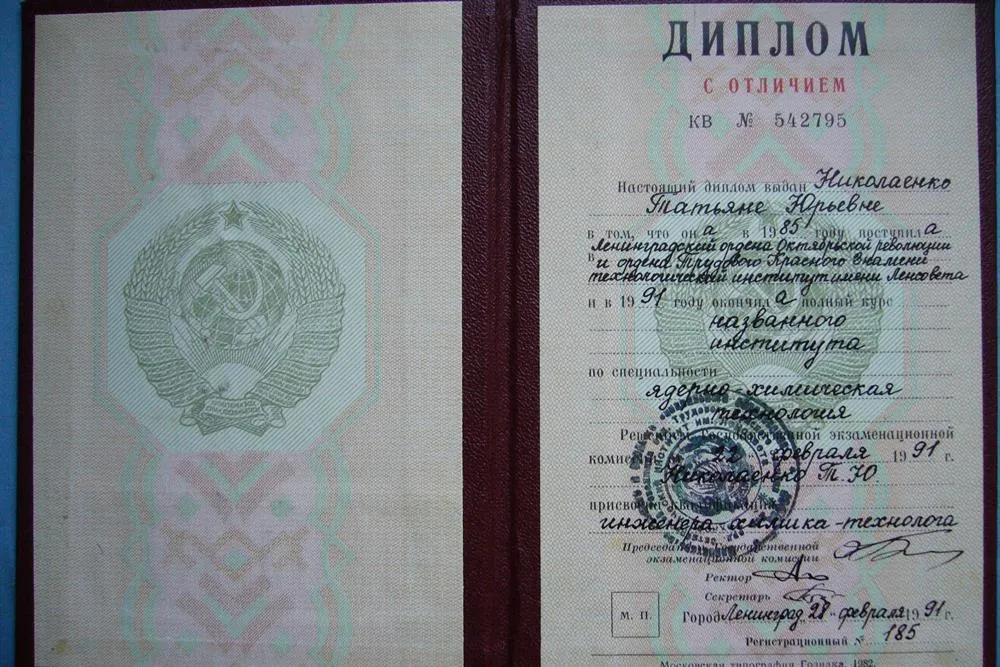 ДИПЛОМ
С ОТЛИЧИЕМ
КВ № 542795
Настоящий диплом выдан Николаенко
Татьяне Юрьевне
в том, что она в 1985 году поступила
Ленинградский ордена Октябрьской революции
в и ордена Трудового Красного Знамени
технологический институт имени Ленсовета
и в 1991 году окончила полный курс
названного
института
по специальности
ядерно-химическая
технология
Решением Государственной экзаменационной
комиссии 22 февраля 1991 г.
Николаенко Т.Ю.
присвоена квалификация
инженера-химика-технолога
Председатель Государственной
экзаменационной комиссии
Ректор
Секретарь
М. П. Город Ленинград 28 февраля 1991 г.
Регистрационный № 185
Московская типография Гознака. 1982.